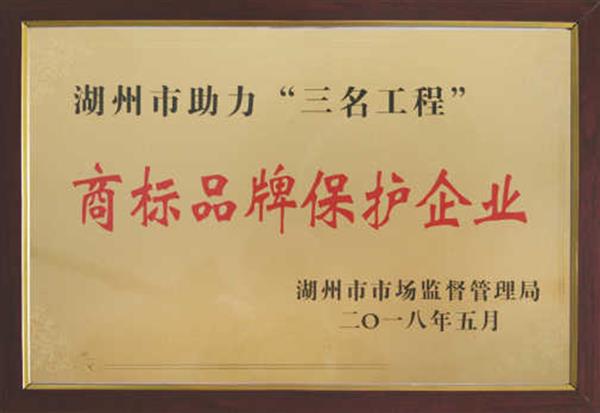 湖州市助力“三名工程”
商标品牌保护企业
湖州市市场监督管理局
二〇一八年五月